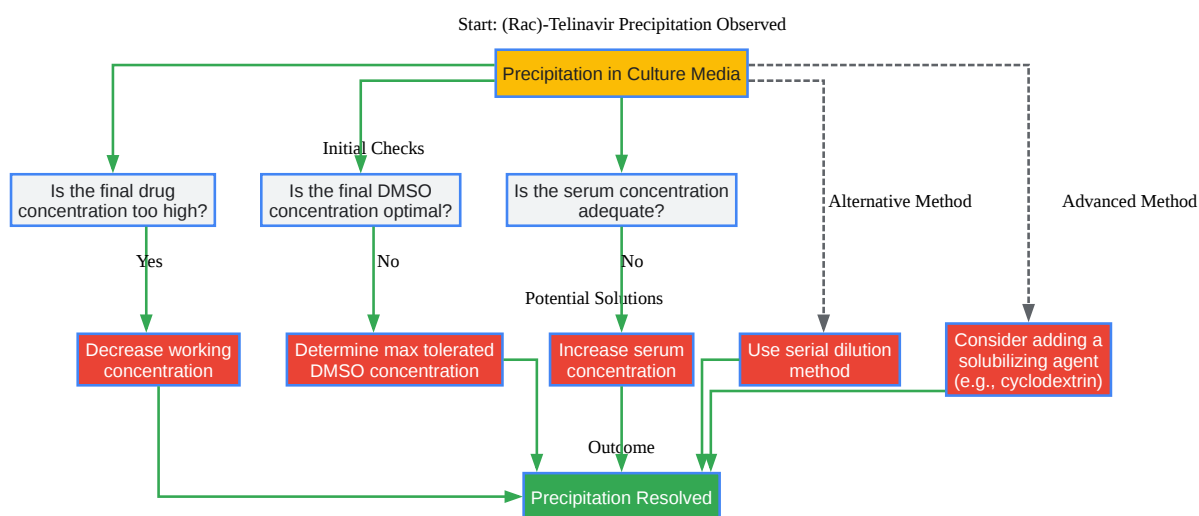 Start: (Rac)-Telinavir Precipitation Observed
Precipitation in Culture Media
Initial Checks
Is the final drug
concentration too high?
Is the final DMSO
concentration optimal?
Is the serum concentration
adequate?
Alternative Method
Advanced Method
Yes
No
No
Potential Solutions
Decrease working
concentration
Determine max tolerated
DMSO concentration
Increase serum
concentration
Use serial dilution
method
Consider adding a
solubilizing agent
(e.g., cyclodextrin)
Outcome
Precipitation Resolved